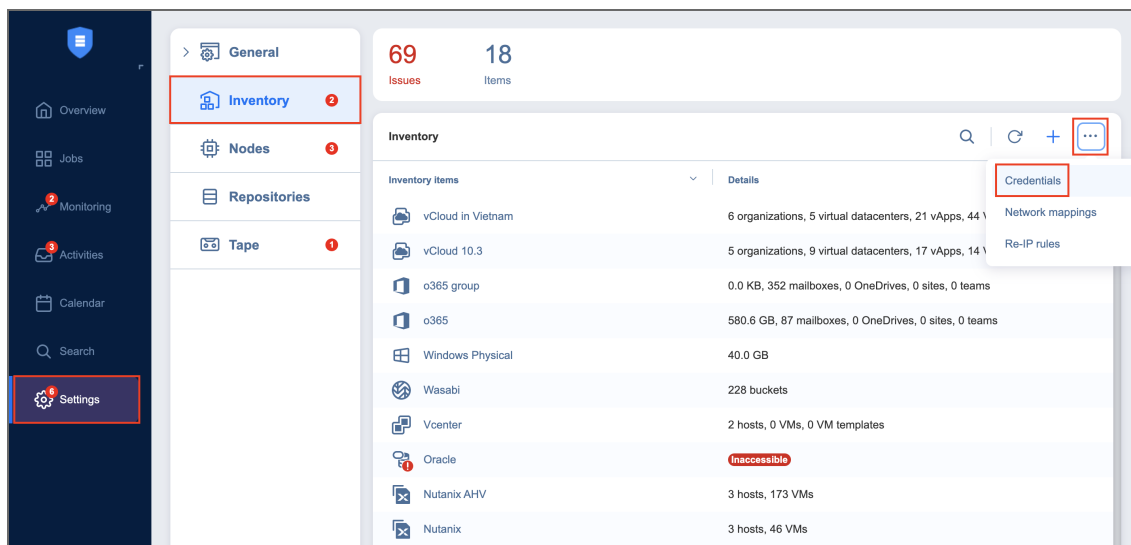 Overview
Jobs
2
Monitoring
3
Activities
Calendar
Search
6
Settings
General
Inventory 2
Nodes 3
Repositories
Tape 1
69 18
Issues Items
Inventory
Inventory items Details
vCloud in Vietnam 6 organizations, 5 virtual datacenters, 21 vApps, 44
vCloud 10.3 5 organizations, 9 virtual datacenters, 17 vApps, 14
o365 group 0.0 KB, 352 mailboxes, 0 OneDrives, 0 sites, 0 teams
o365 580.6 GB, 87 mailboxes, 0 OneDrives, 0 sites, 0 teams
Windows Physical 40.0 GB
Wasabi 228 buckets
Vcenter 2 hosts, 0 VMs, 0 VM templates
Oracle Inaccessible
Nutanix AHV 3 hosts, 173 VMs
Nutanix 3 hosts, 46 VMs
Credentials
Network mappings
Re-IP rules